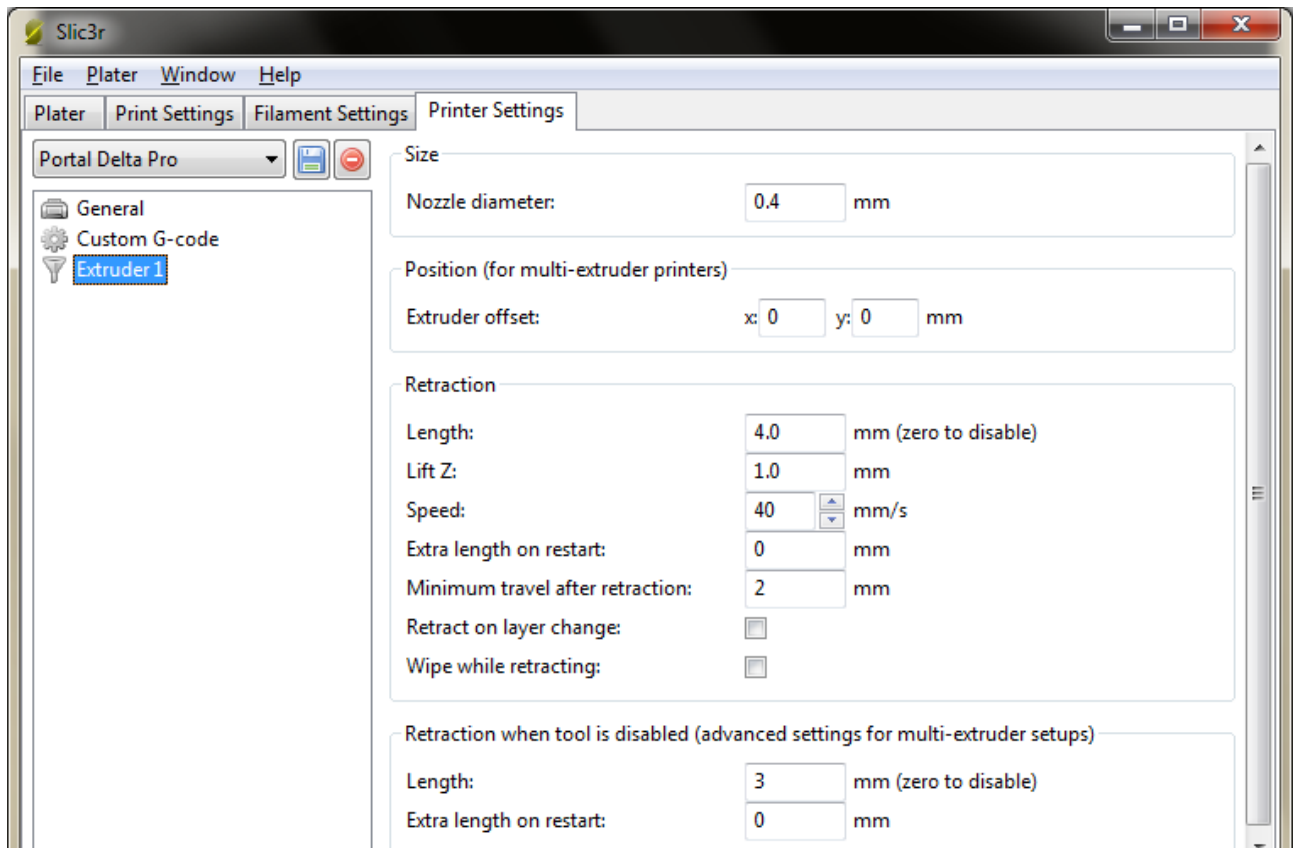 Slic3r
File Plater Window Help
Plater Print Settings Filament Settings Printer Settings
Portal Delta Pro
General
Custom G-code
Extruder 1
Size
Nozzle diameter: 0.4 mm
Position (for multi-extruder printers)
Extruder offset: x: 0 y: 0 mm
Retraction
Length: 4.0 mm (zero to disable)
Lift Z: 1.0 mm
Speed: 40 mm/s
Extra length on restart: 0 mm
Minimum travel after retraction: 2 mm
Retract on layer change:
Wipe while retracting:
Retraction when tool is disabled (advanced settings for multi-extruder setups)
Length: 3 mm (zero to disable)
Extra length on restart: 0 mm